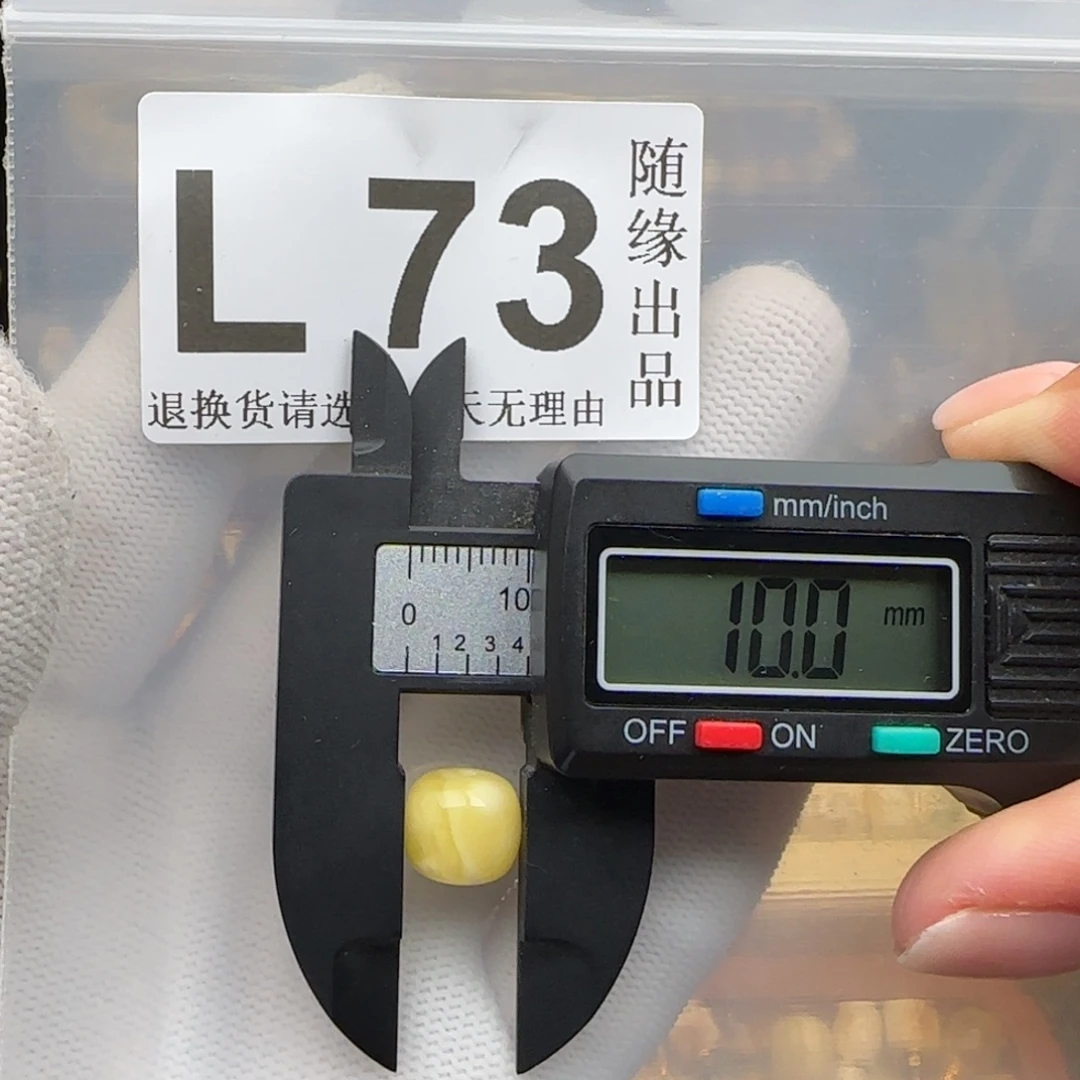 L 73
随缘出品
退换货请选 天无理由
mm/inch
10.0 mm
0 10
1 2 3 4
OFF ON ZERO